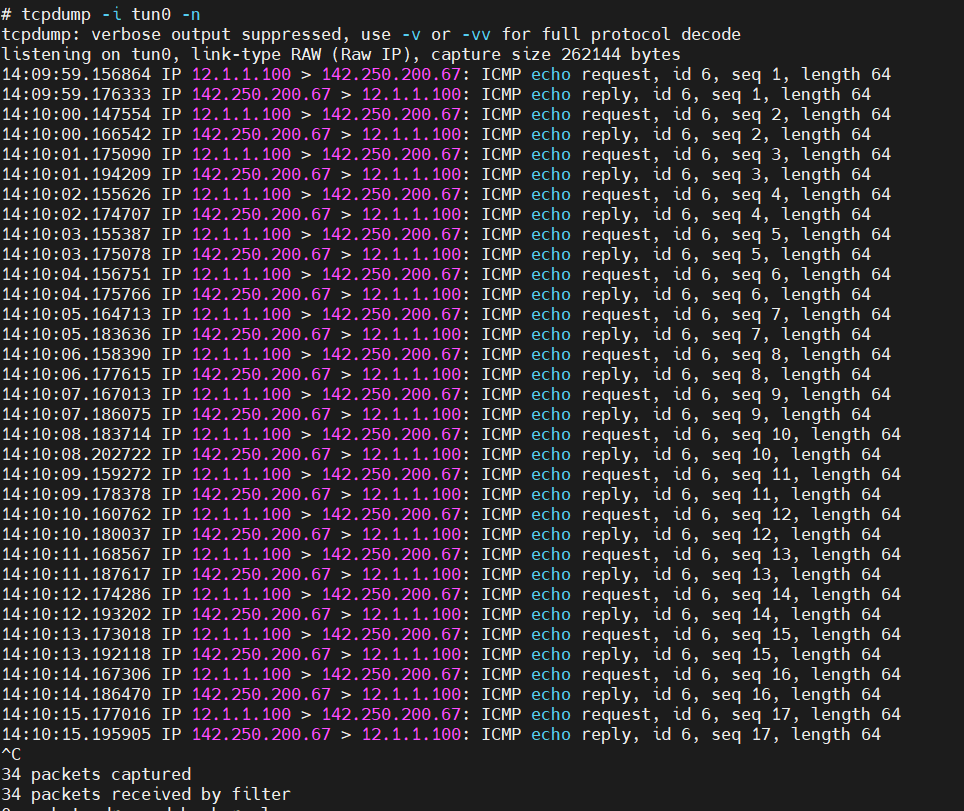 # tcpdump -i tun0 -n
tcpdump: verbose output suppressed, use -v or -vv for full protocol decode
listening on tun0, link-type RAW (Raw IP), capture size 262144 bytes
14:09:59.156864 IP 12.1.1.100 > 142.250.200.67: ICMP echo request, id 6, seq 1, length 64
14:09:59.176333 IP 142.250.200.67 > 12.1.1.100: ICMP echo reply, id 6, seq 1, length 64
14:10:00.147554 IP 12.1.1.100 > 142.250.200.67: ICMP echo request, id 6, seq 2, length 64
14:10:00.166542 IP 142.250.200.67 > 12.1.1.100: ICMP echo reply, id 6, seq 2, length 64
14:10:01.175090 IP 12.1.1.100 > 142.250.200.67: ICMP echo request, id 6, seq 3, length 64
14:10:01.194209 IP 142.250.200.67 > 12.1.1.100: ICMP echo reply, id 6, seq 3, length 64
14:10:02.155626 IP 12.1.1.100 > 142.250.200.67: ICMP echo request, id 6, seq 4, length 64
14:10:02.174707 IP 142.250.200.67 > 12.1.1.100: ICMP echo reply, id 6, seq 4, length 64
14:10:03.155387 IP 12.1.1.100 > 142.250.200.67: ICMP echo request, id 6, seq 5, length 64
14:10:03.175078 IP 142.250.200.67 > 12.1.1.100: ICMP echo reply, id 6, seq 5, length 64
14:10:04.156751 IP 12.1.1.100 > 142.250.200.67: ICMP echo request, id 6, seq 6, length 64
14:10:04.175766 IP 142.250.200.67 > 12.1.1.100: ICMP echo reply, id 6, seq 6, length 64
14:10:05.164713 IP 12.1.1.100 > 142.250.200.67: ICMP echo request, id 6, seq 7, length 64
14:10:05.183636 IP 142.250.200.67 > 12.1.1.100: ICMP echo reply, id 6, seq 7, length 64
14:10:06.158390 IP 12.1.1.100 > 142.250.200.67: ICMP echo request, id 6, seq 8, length 64
14:10:06.177615 IP 142.250.200.67 > 12.1.1.100: ICMP echo reply, id 6, seq 8, length 64
14:10:07.167013 IP 12.1.1.100 > 142.250.200.67: ICMP echo request, id 6, seq 9, length 64
14:10:07.186075 IP 142.250.200.67 > 12.1.1.100: ICMP echo reply, id 6, seq 9, length 64
14:10:08.183714 IP 12.1.1.100 > 142.250.200.67: ICMP echo request, id 6, seq 10, length 64
14:10:08.202722 IP 142.250.200.67 > 12.1.1.100: ICMP echo reply, id 6, seq 10, length 64
14:10:09.159272 IP 12.1.1.100 > 142.250.200.67: ICMP echo request, id 6, seq 11, length 64
14:10:09.178378 IP 142.250.200.67 > 12.1.1.100: ICMP echo reply, id 6, seq 11, length 64
14:10:10.160762 IP 12.1.1.100 > 142.250.200.67: ICMP echo request, id 6, seq 12, length 64
14:10:10.180037 IP 142.250.200.67 > 12.1.1.100: ICMP echo reply, id 6, seq 12, length 64
14:10:11.168567 IP 12.1.1.100 > 142.250.200.67: ICMP echo request, id 6, seq 13, length 64
14:10:11.187617 IP 142.250.200.67 > 12.1.1.100: ICMP echo reply, id 6, seq 13, length 64
14:10:12.174286 IP 12.1.1.100 > 142.250.200.67: ICMP echo request, id 6, seq 14, length 64
14:10:12.193202 IP 142.250.200.67 > 12.1.1.100: ICMP echo reply, id 6, seq 14, length 64
14:10:13.173018 IP 12.1.1.100 > 142.250.200.67: ICMP echo request, id 6, seq 15, length 64
14:10:13.192118 IP 142.250.200.67 > 12.1.1.100: ICMP echo reply, id 6, seq 15, length 64
14:10:14.167306 IP 12.1.1.100 > 142.250.200.67: ICMP echo request, id 6, seq 16, length 64
14:10:14.186470 IP 142.250.200.67 > 12.1.1.100: ICMP echo reply, id 6, seq 16, length 64
14:10:15.177016 IP 12.1.1.100 > 142.250.200.67: ICMP echo request, id 6, seq 17, length 64
14:10:15.195905 IP 142.250.200.67 > 12.1.1.100: ICMP echo reply, id 6, seq 17, length 64
^C
34 packets captured
34 packets received by filter